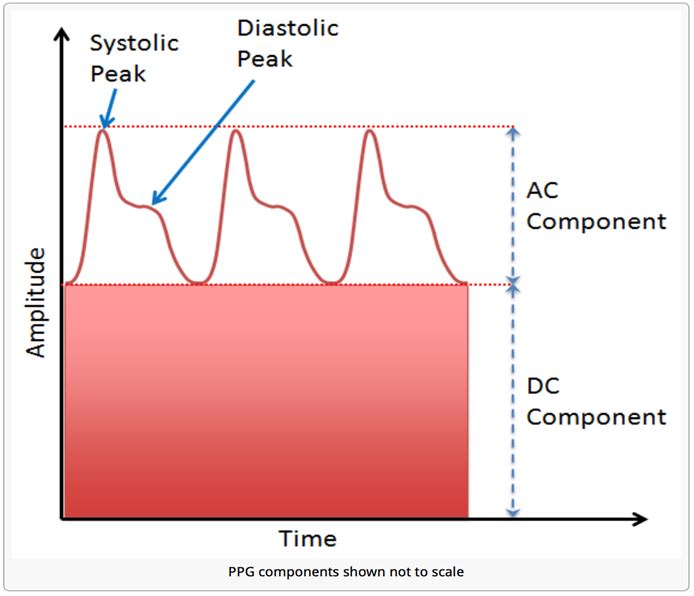 Systolic
Peak
Diastolic
Peak
AC
Component
Amplitude
DC
Component
Time
PPG components shown not to scale